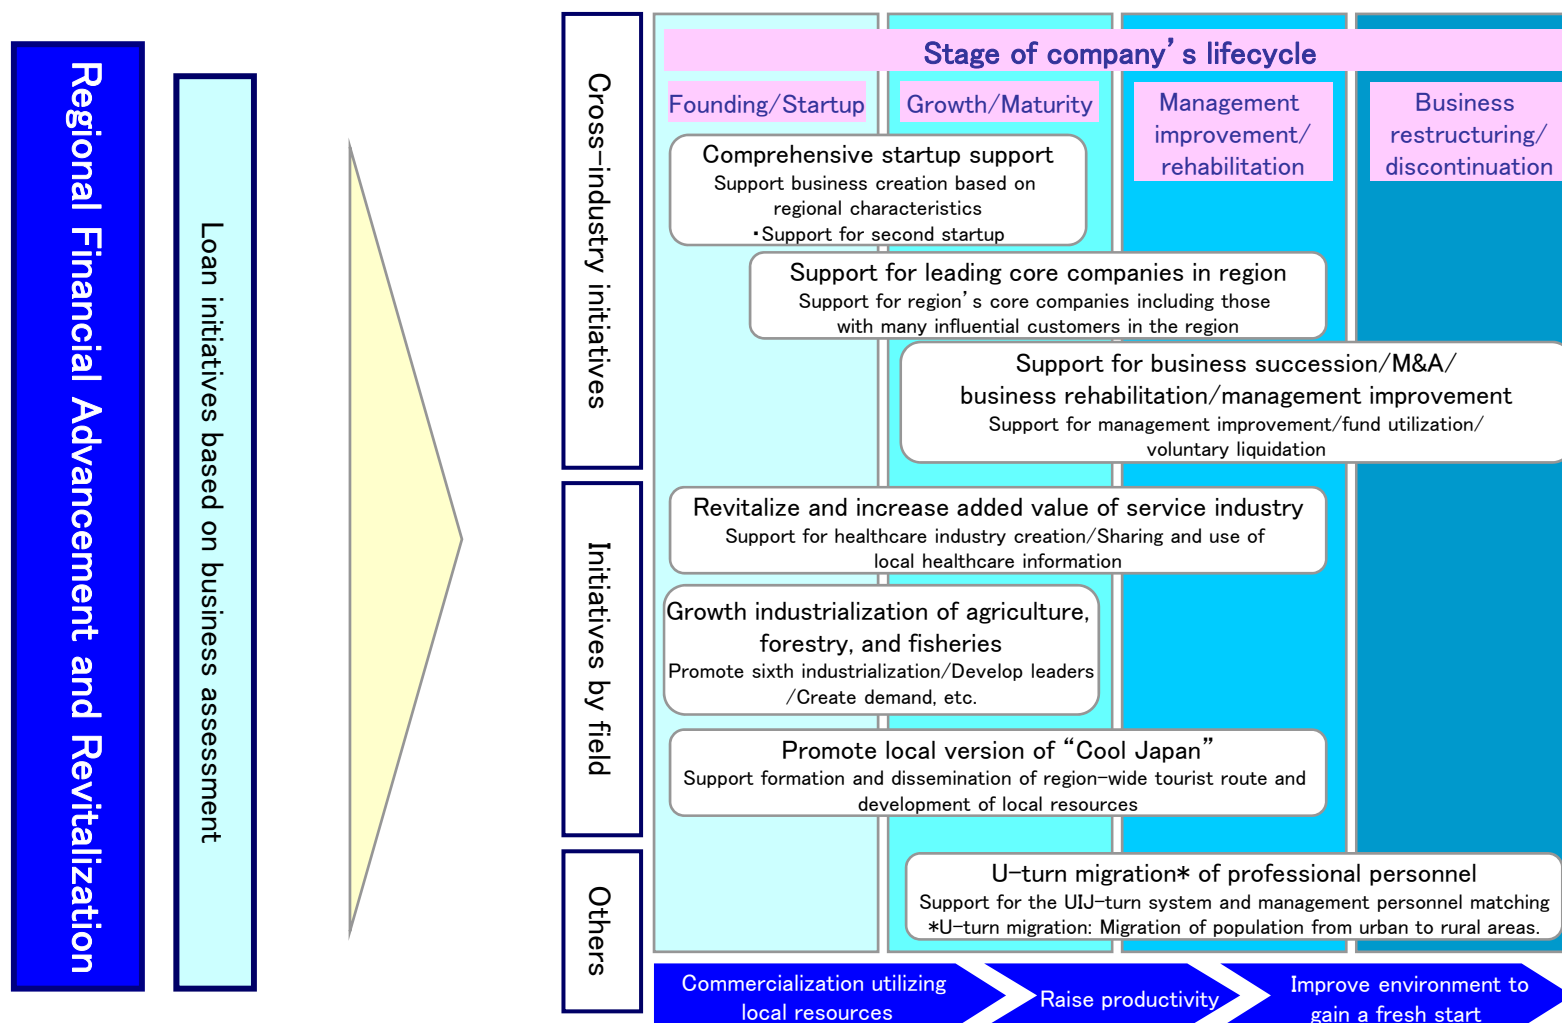 Regional Financial Advancement and Revitalization
Loan initiatives based on business assessment
Stage of company’s lifecycle
Founding/Startup
Growth/Maturity
Management
improvement/
rehabilitation
Business
restructuring/
discontinuation
Cross-industry initiatives
Comprehensive startup support
Support business creation based on
regional characteristics
・Support for second startup
Support for leading core companies in region
Support for region’s core companies including those
with many influential customers in the region
Support for business succession/M&A/
business rehabilitation/management improvement
Support for management improvement/fund utilization/
voluntary liquidation
Initiatives by field
Revitalize and increase added value of service industry
Support for healthcare industry creation/Sharing and use of
local healthcare information
Growth industrialization of agriculture,
forestry, and fisheries
Promote sixth industrialization/Develop leaders
/Create demand, etc.
Promote local version of “Cool Japan”
Support formation and dissemination of region-wide tourist route and
development of local resources
Others
U-turn migration* of professional personnel
Support for the UIJ-turn system and management personnel matching
*U-turn migration: Migration of population from urban to rural areas.
Commercialization utilizing
local resources
Raise productivity
Improve environment to
gain a fresh start